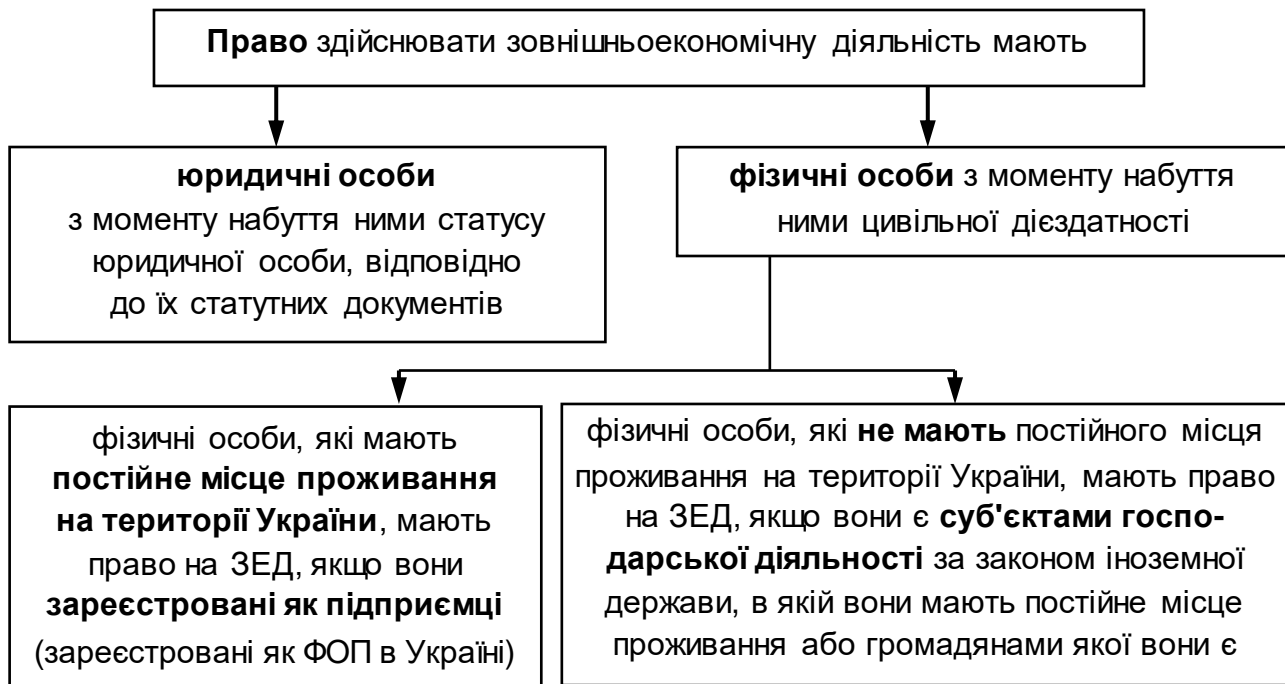 Право здійснювати зовнішньоекономічну діяльність мають
юридичні особи
з моменту набуття ними статусу
юридичної особи, відповідно
до їх статутних документів
фізичні особи з моменту набуття
ними цивільної дієздатності
фізичні особи, які мають
постійне місце проживання
на території України, мають
право на ЗЕД, якщо вони
зареєстровані як підприємці
(зареєстровані як ФОП в Україні)
фізичні особи, які не мають постійного місця
проживання на території України, мають право
на ЗЕД, якщо вони є суб'єктами госпо-
дарської діяльності за законом іноземної
держави, в якій вони мають постійне місце
проживання або громадянами якої вони є